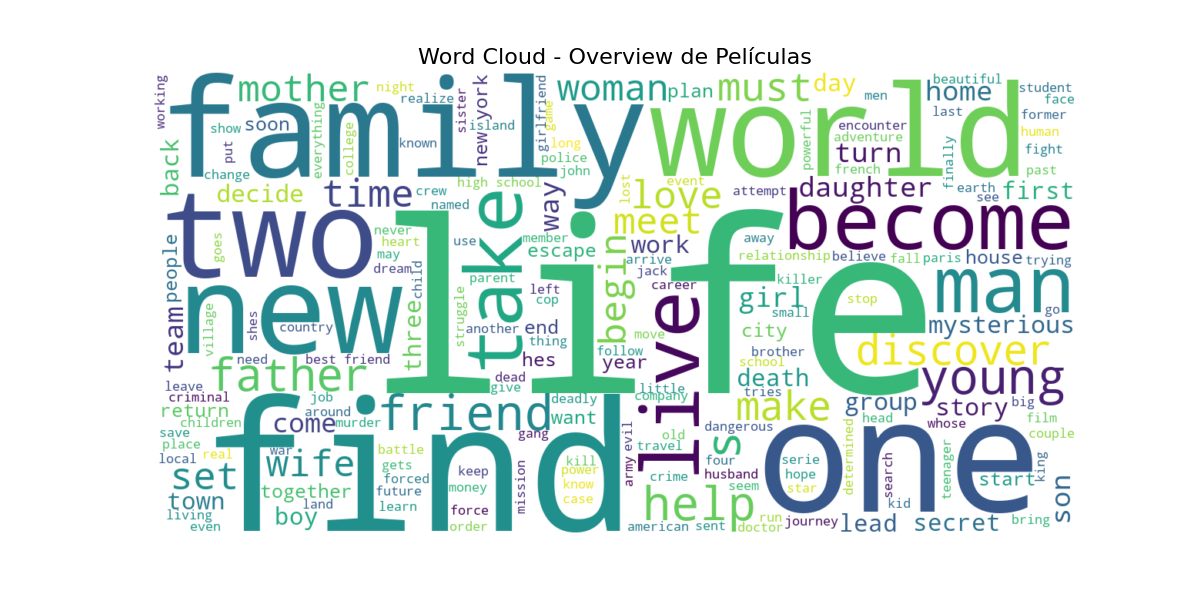 Word Cloud - Overview de Películas
working
family
mother
night
realize
sister
new york
girlfriend
game
woman
plan
must
day
men
home
beautiful
student
face
last
former
world
powerful
encounter
adventure
turn
french
finally
human
fight
past
back
show
soon
put
change
everything
college
known
island
long
police
john
high school
decide
time
crew
named
way
lost
event
love
meet
attempt
daughter
earth
see
first
two
people
goes
never
heart
may
dream
child
take
use
member
escape
parent
begin
work
arrive
jack
career
away
relationship
believe
fall
paris
house
trying
become
life
new
team
village
shes
country
three
struggle
left
cop
another
end
thing
move
follow
live
killer
girl
small
city
stop
man
go
mysterious
need
best friend
father
hes
year
dead
give
brother
school
death
tries
discover
young
leave
criminal
return
children
job
around
murder
friend
deadly
want
little
company
make
group
head
story
whose
big
film
couple
save
place
local
real
find
come
war
battle
wife
gets
forced
future
learn
keep
money
gang
mission
kill
power
know
case
army
evil
old
travel
crime
s
dangerous
four
husband
seem
one
serie
hope
star
determined
search
kid
teenager
start
king
son
set
town
living
even
together
boy
land
force
order
help
american
sent
run
doctor
journey
lead
secret
bring